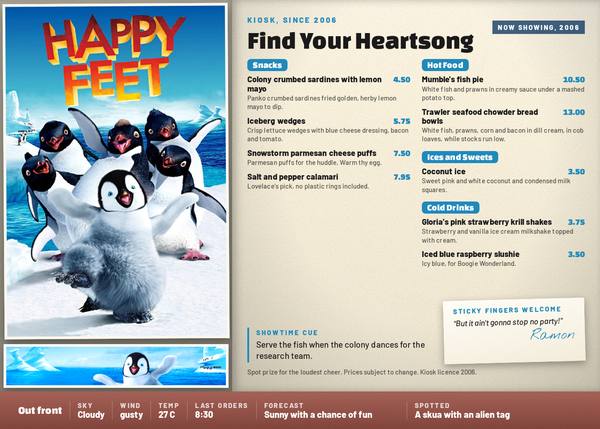 HAPPY
FEET
KIOSK, SINCE 2006
NOW SHOWING, 2006
Find Your Heartsong
Snacks
Colony crumbed sardines with lemon 4.50
mayo
Panko crumbed sardines fried golden, herby lemon
mayo to dip.
Iceberg wedges 5.75
Crisp lettuce wedges with blue cheese dressing, bacon
and tomato.
Snowstorm parmesan cheese puffs 7.50
Parmesan puffs for the huddle. Warm thy egg.
Salt and pepper calamari 7.95
Lovelace's pick, no plastic rings included.
Hot Food
Mumble's fish pie 10.50
White fish and prawns in creamy sauce under a mashed
potato top.
Trawler seafood chowder bread 13.00
bowls
White fish, prawns, corn and bacon in dill cream, in cob
loaves, while stocks run low.
Ices and Sweets
Coconut ice 3.50
Sweet pink and white coconut and condensed milk
squares.
Cold Drinks
Gloria's pink strawberry krill shakes 3.75
Strawberry and vanilla ice cream milkshake topped
with cream.
Iced blue raspberry slushie 3.50
Icy blue, for Boogie Wonderland.
STICKY FINGERS WELCOME
"But it ain't gonna stop no party!"
Ramon
SHOWTIME CUE
Serve the fish when the colony dances for the
research team.
Spot prize for the loudest cheer. Prices subject to change. Kiosk licence 2006.
Out front
SKY
Cloudy
WIND
gusty
TEMP
27 C
LAST ORDERS
8:30
FORECAST
Sunny with a chance of fun
SPOTTED
A skua with an alien tag